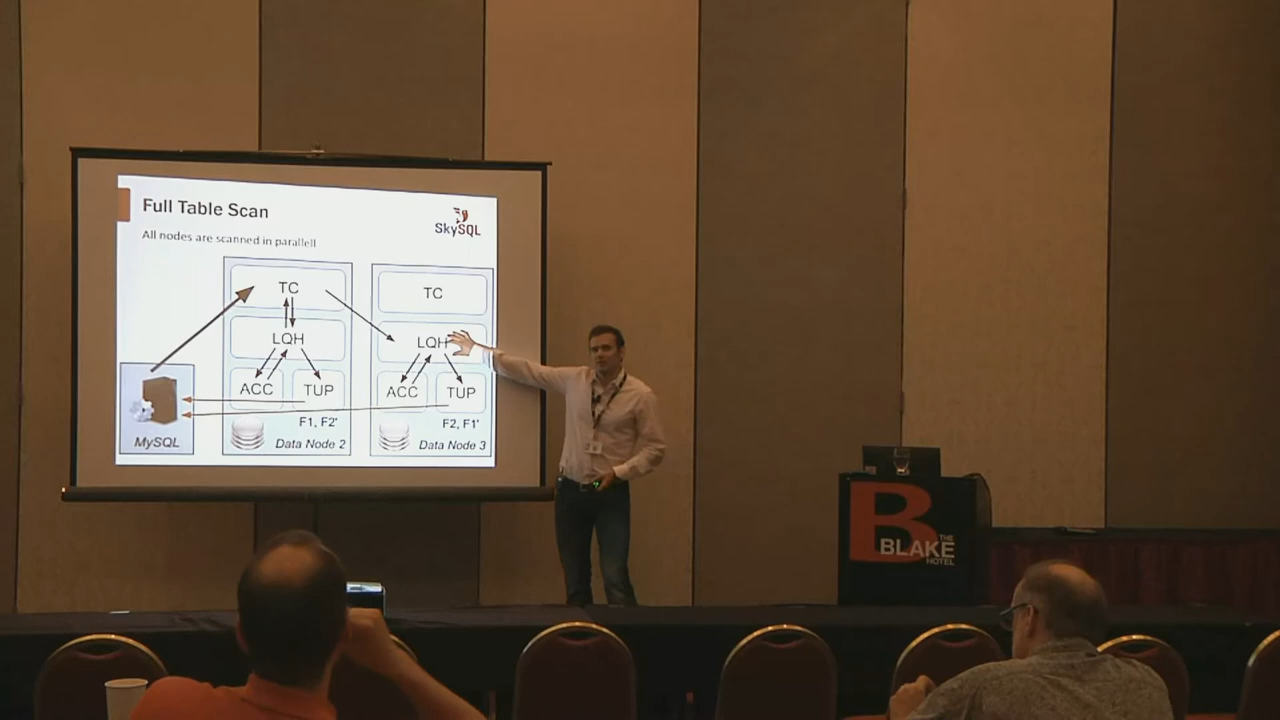 Full Table Scan
SkySQL
All nodes are scanned in parallell
TC
TC
LQH
LQH
ACC
TUP
ACC
TUP
F1, F2'
F2, F1'
MySQL
Data Node 2
Data Node 3
B
THE
BLAKE
HOTEL